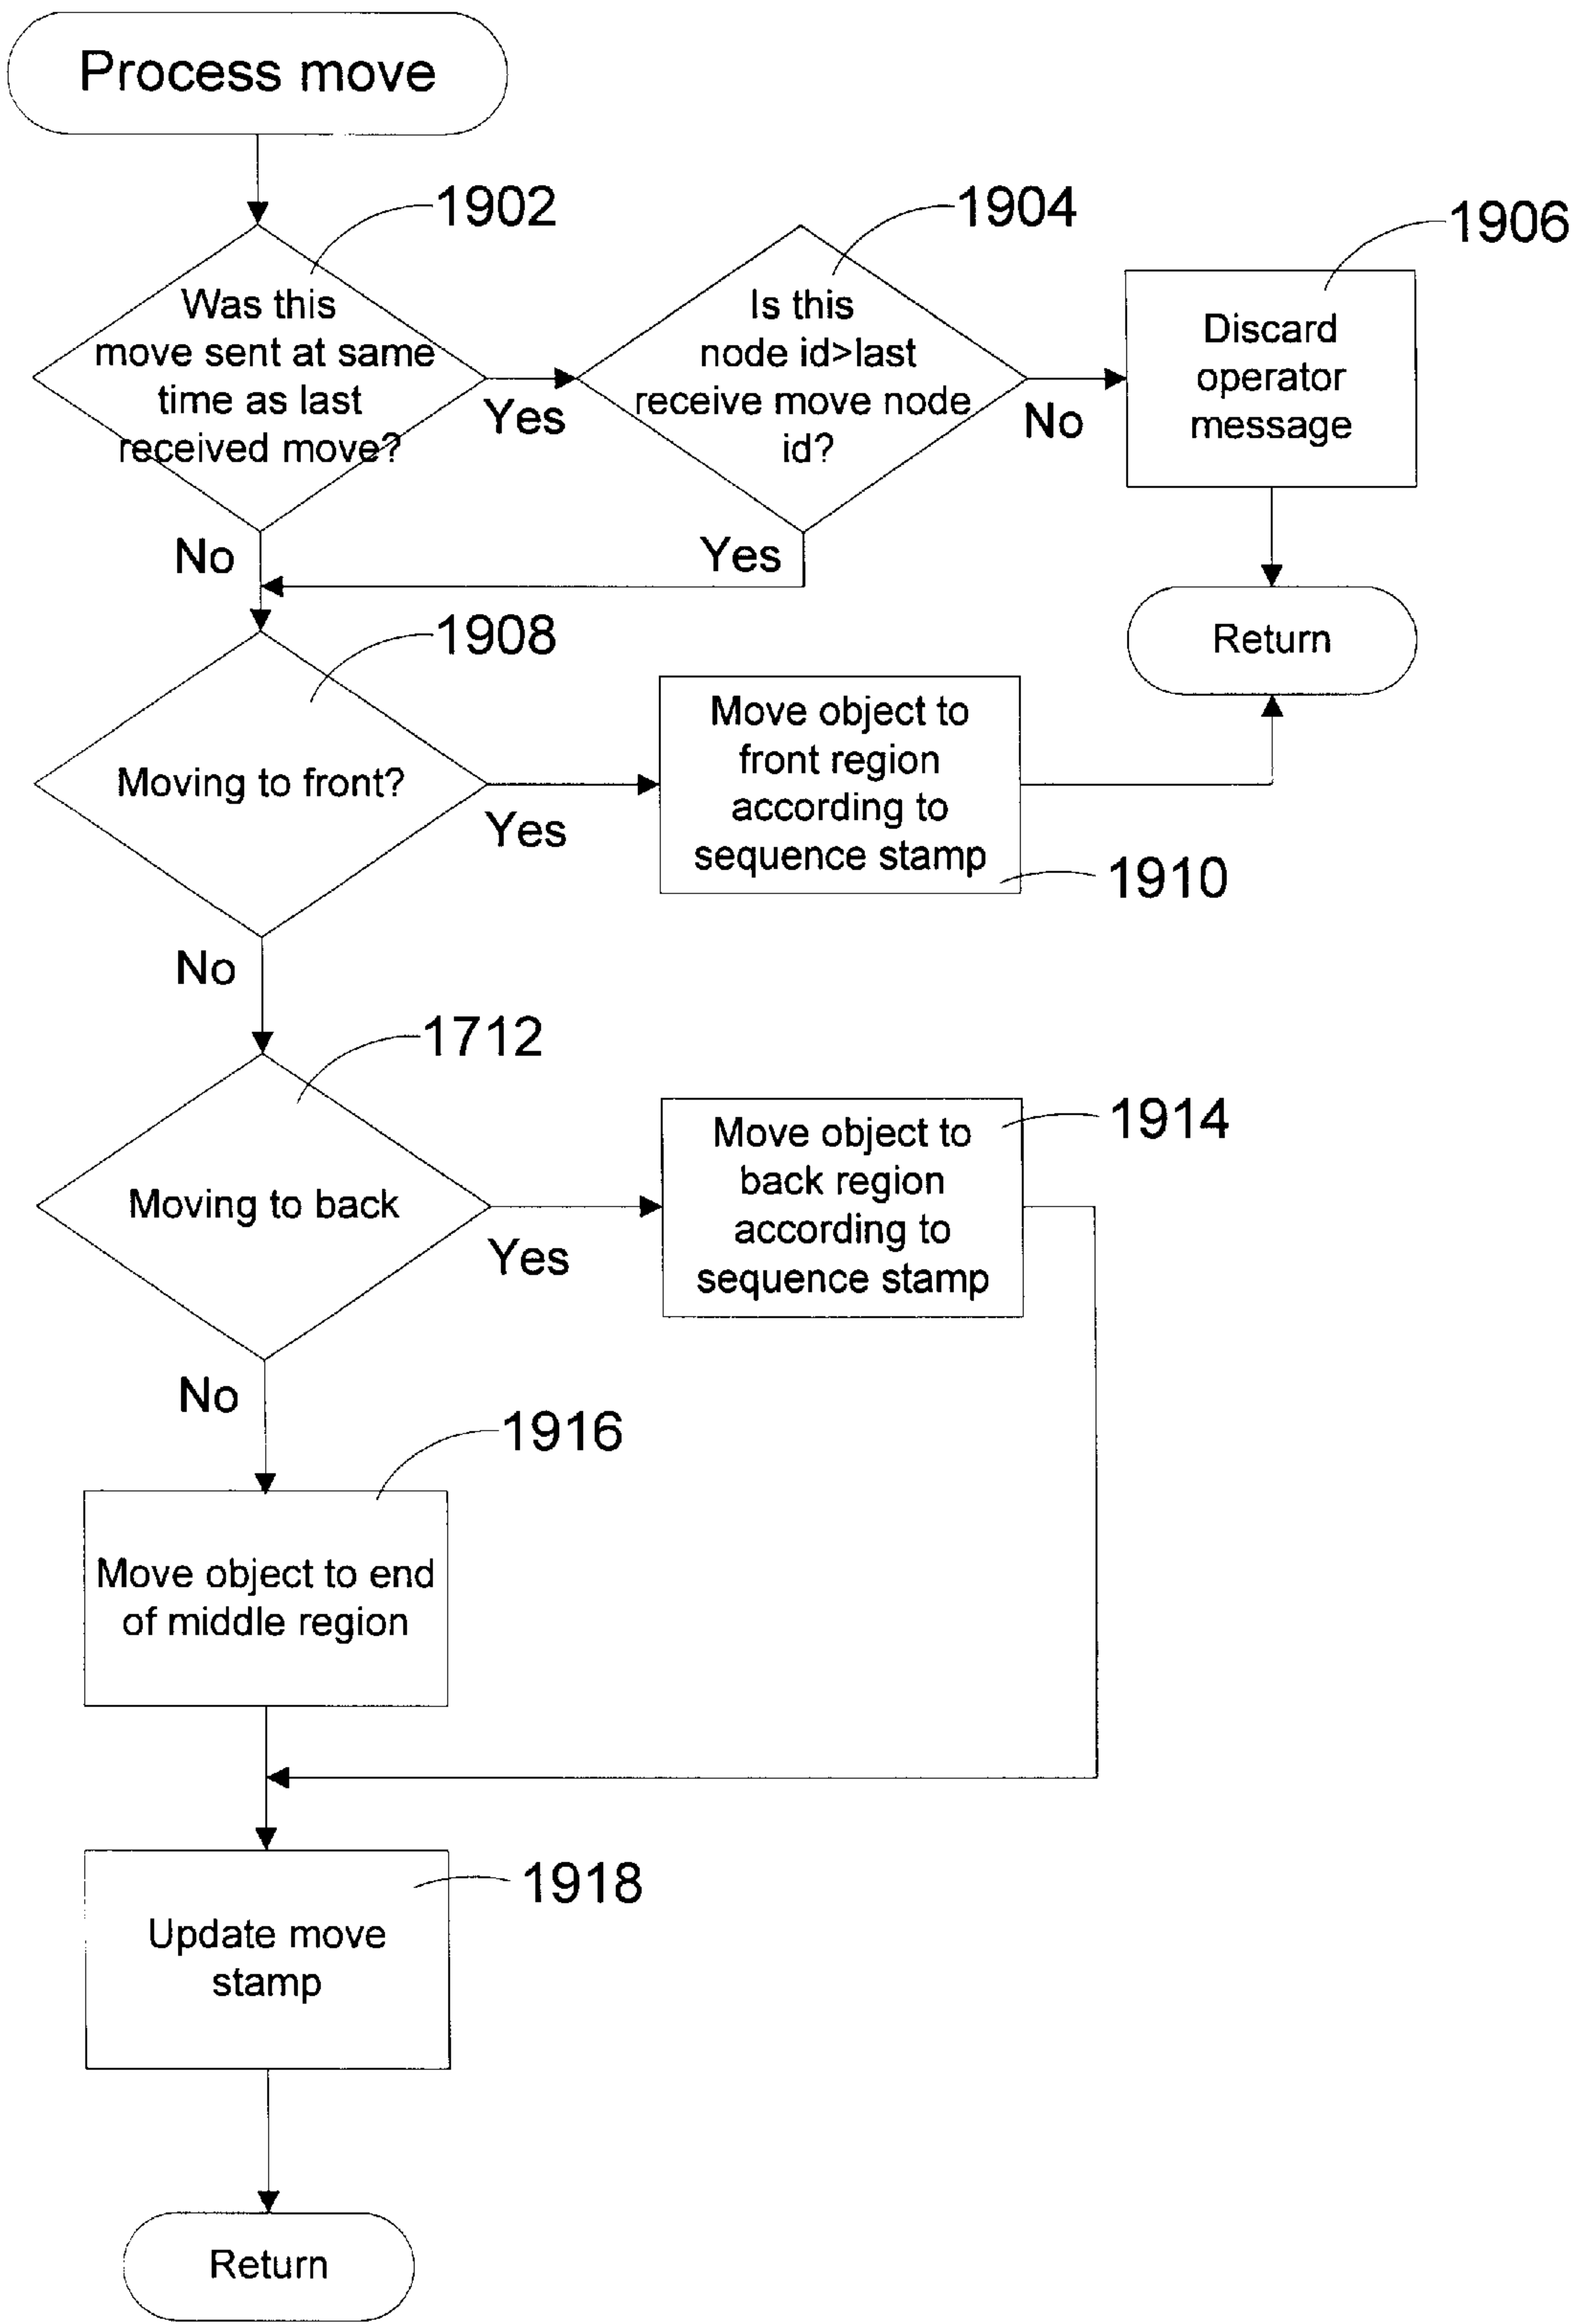 Process move
1902
1904
1906
Was this
move sent at same
time as last
received move?
Yes
Is this
node id>last
receive move node
id?
No
Discard
operator
message
No
Yes
Return
1908
Moving to front?
Yes
Move object to
front region
according to
sequence stamp
1910
No
1712
Moving to back
Yes
Move object to
back region
according to
sequence stamp
1914
No
1916
Move object to end
of middle region
1918
Update move
stamp
Return